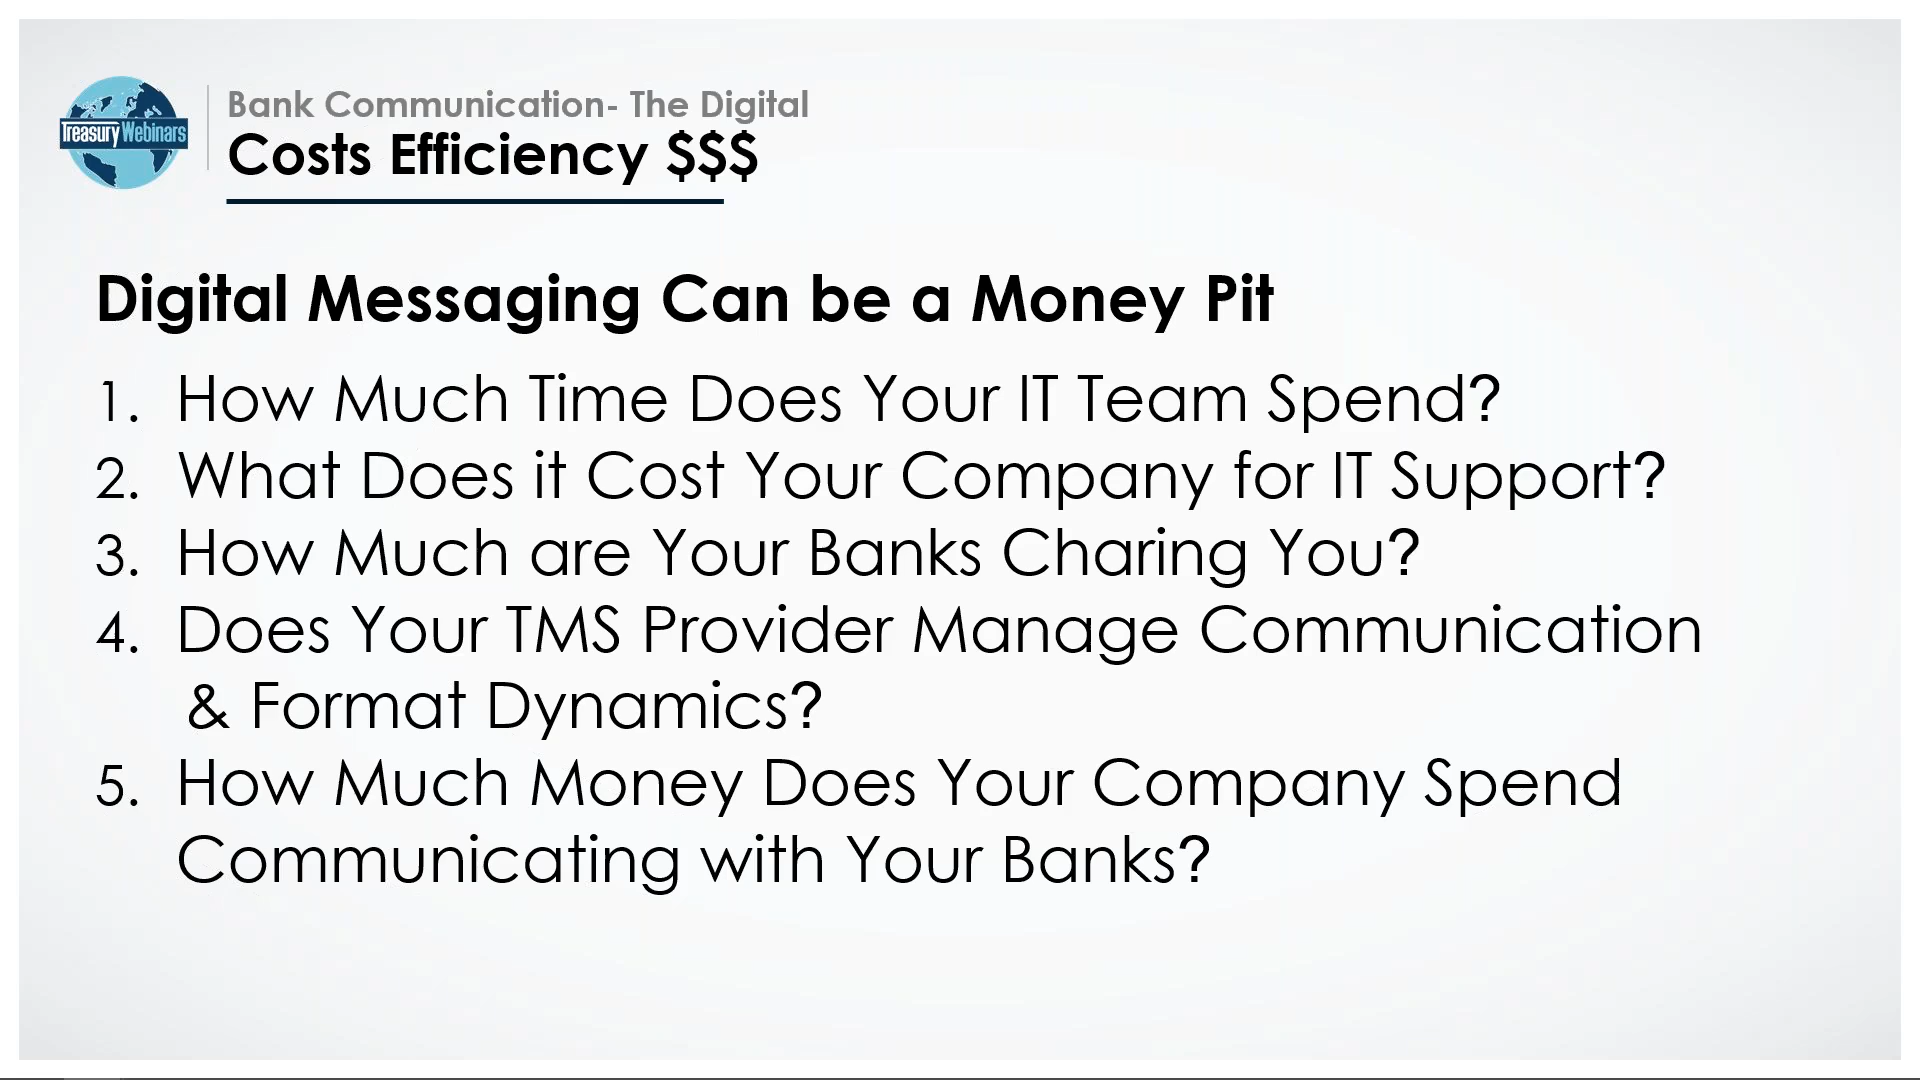 Treasury Webinars
Bank Communication- The Digital
Costs Efficiency $$$
Digital Messaging Can be a Money Pit
1. How Much Time Does Your IT Team Spend?
2. What Does it Cost Your Company for IT Support?
3. How Much are Your Banks Charing You?
4. Does Your TMS Provider Manage Communication
& Format Dynamics?
5. How Much Money Does Your Company Spend
Communicating with Your Banks?